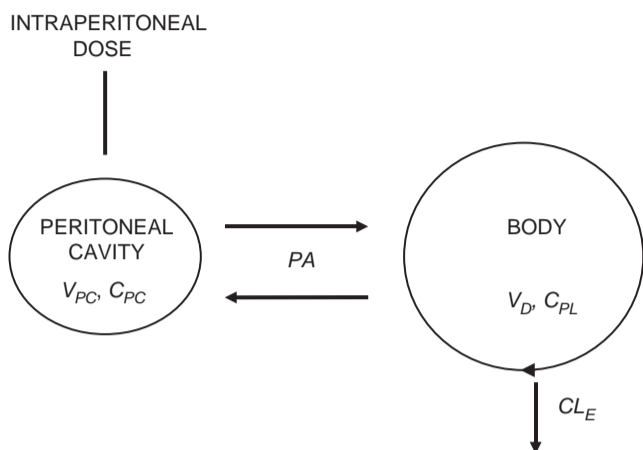 INTRAPERITONEAL
DOSE
PERITONEAL
CAVITY
V_PC, C_PC
PA
BODY
V_D, C_PL
CL_E